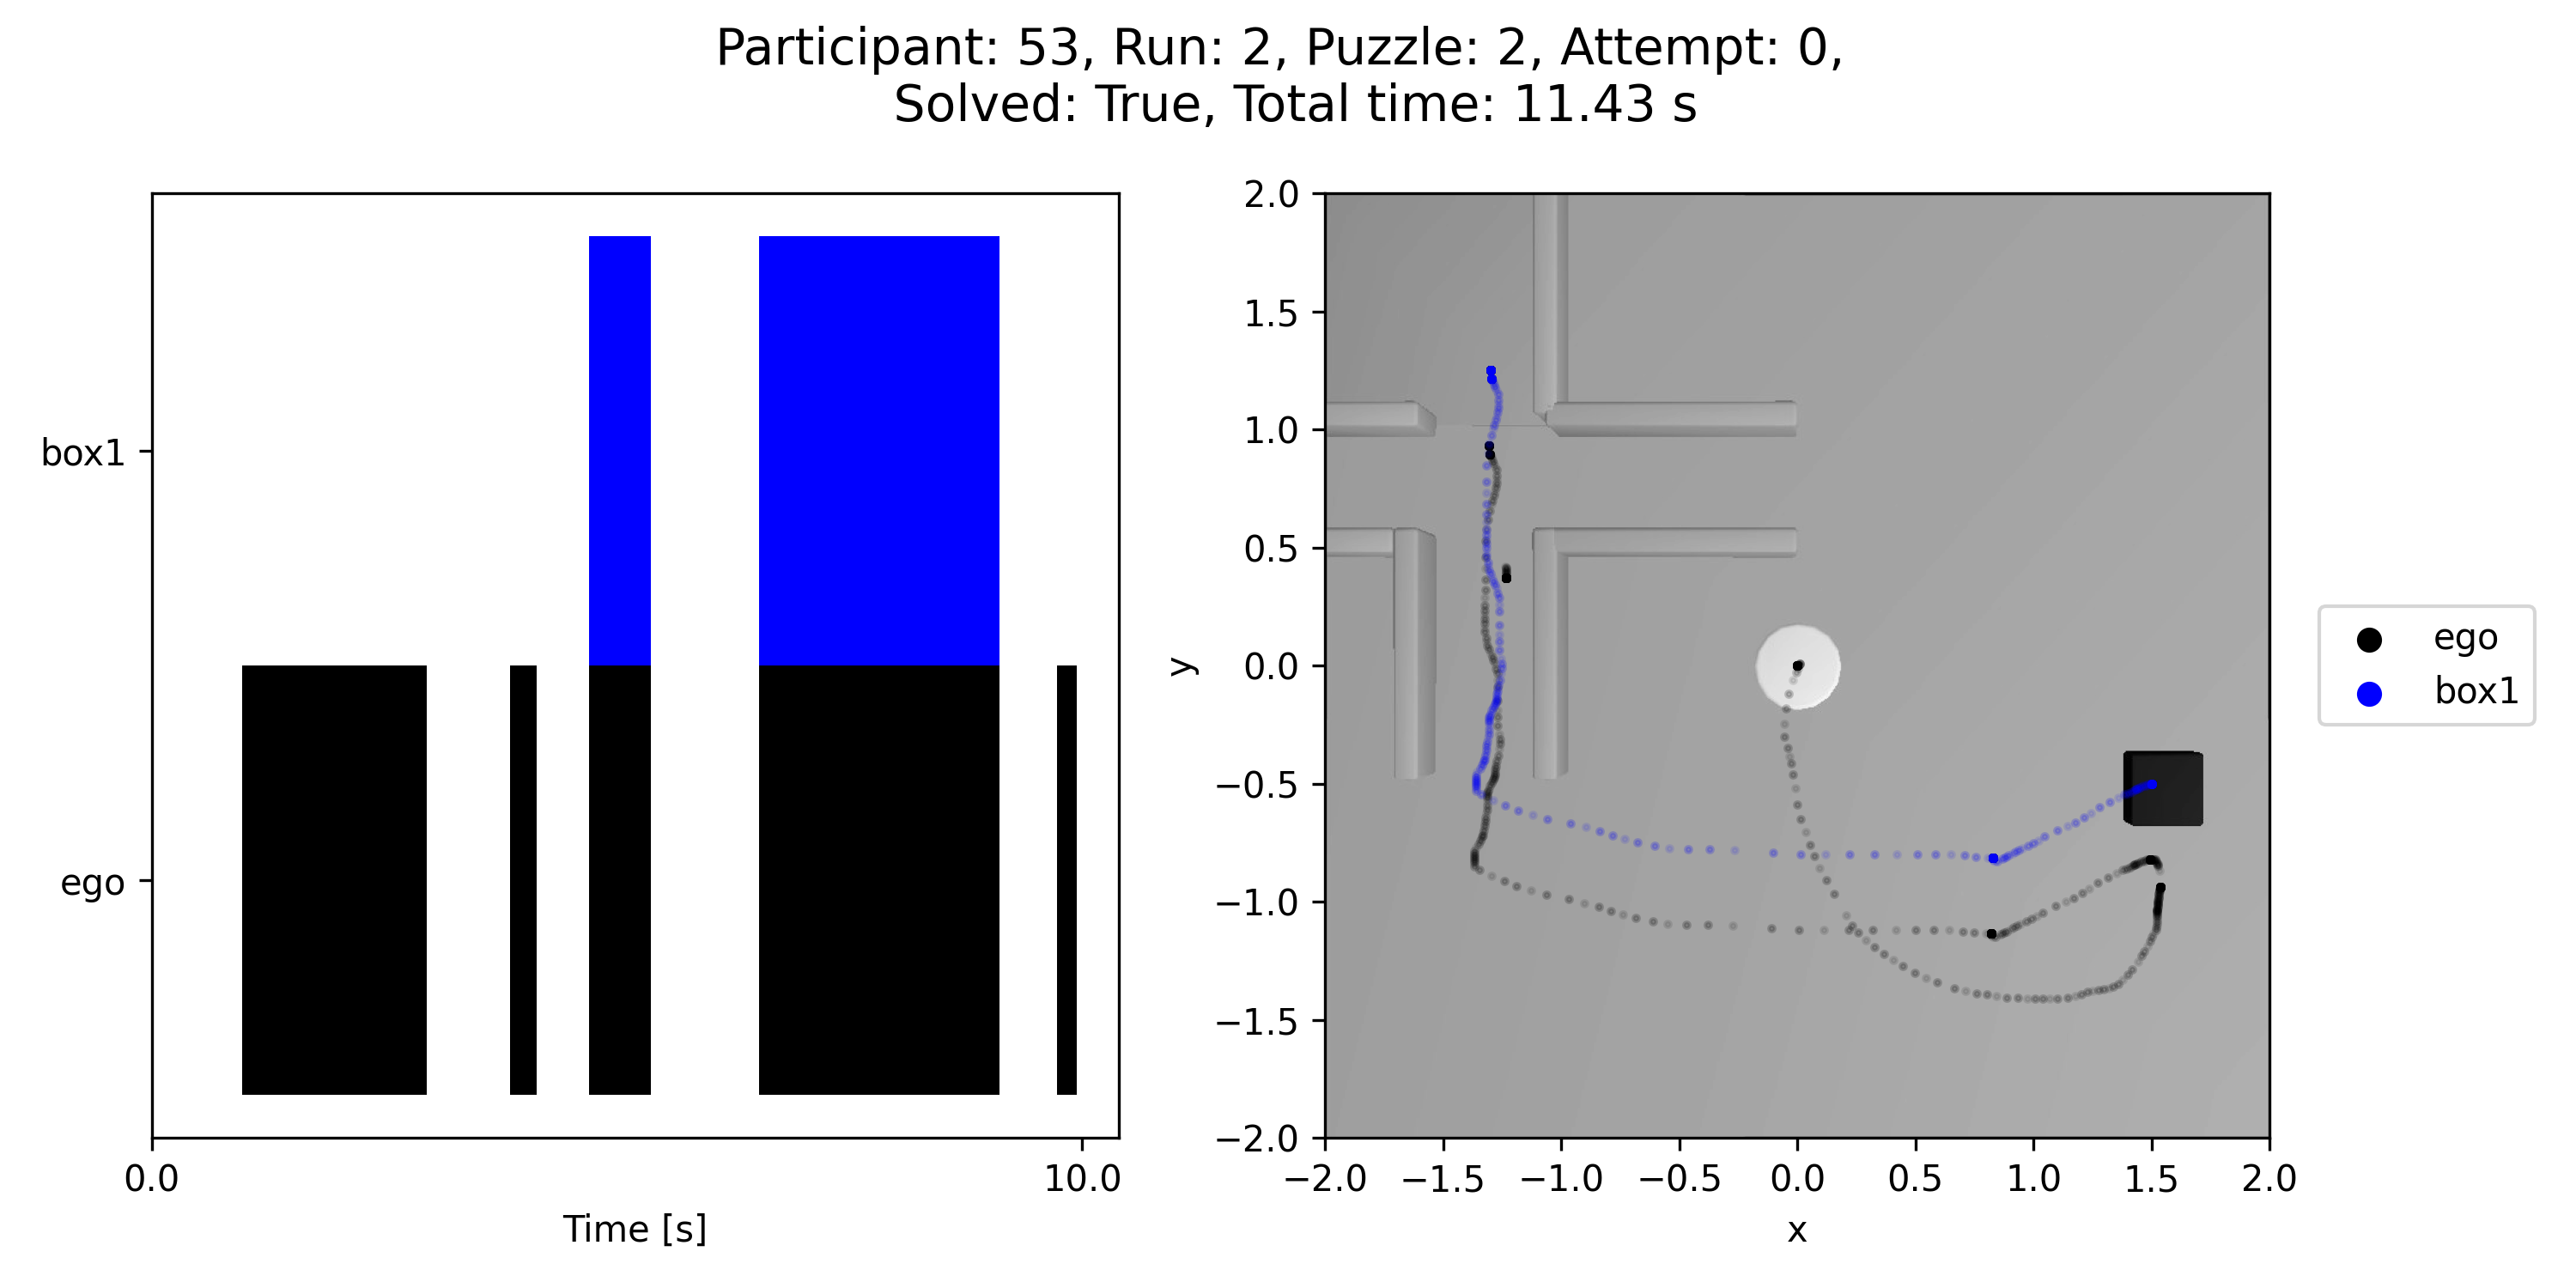 Participant: 53, Run: 2, Puzzle: 2, Attempt: 0,
Solved: True, Total time: 11.43 s
box1
ego
0.0
10.0
Time [s]
2.0
1.5
1.0
0.5
0.0
−0.5
−1.0
−1.5
−2.0
y
−2.0
−1.5
−1.0
−0.5
0.0
0.5
1.0
1.5
2.0
x
ego
box1